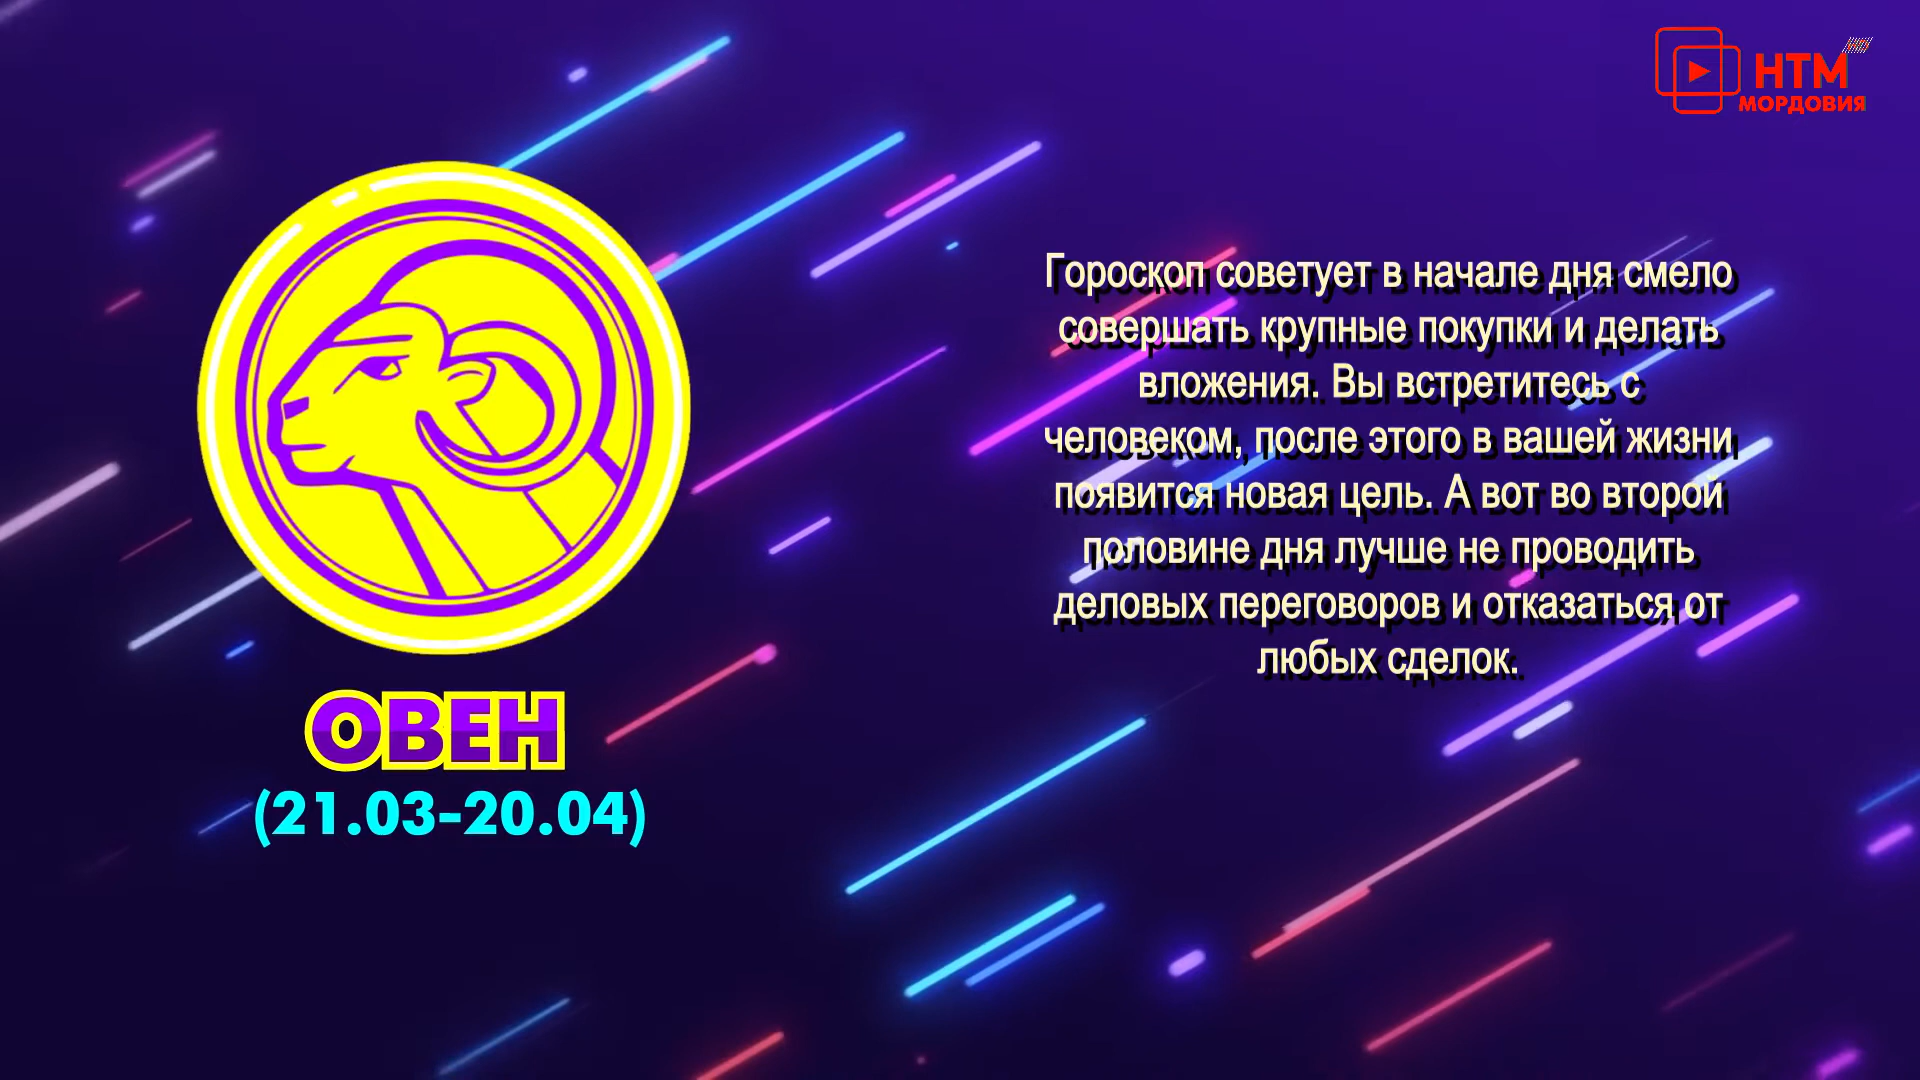 НТМ
МОРДОВИЯ
Гороскоп советует в начале дня смело
совершать крупные покупки и делать
вложения. Вы встретитесь с
человеком, после этого в вашей жизни
появится новая цель. А вот во второй
половине дня лучше не проводить
деловых переговоров и отказаться от
любых сделок.
ОВЕН
(21.03-20.04)